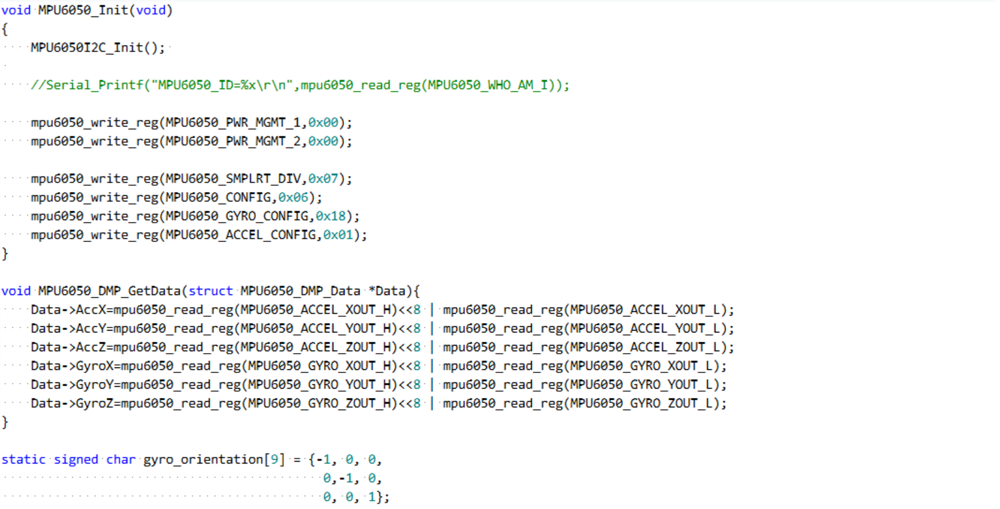 void MPU6050_Init(void)
{
    MPU6050I2C_Init();

    //Serial_Printf("MPU6050_ID=%x\r\n",mpu6050_read_reg(MPU6050_WHO_AM_I));

    mpu6050_write_reg(MPU6050_PWR_MGMT_1,0x00);
    mpu6050_write_reg(MPU6050_PWR_MGMT_2,0x00);

    mpu6050_write_reg(MPU6050_SMPLRT_DIV,0x07);
    mpu6050_write_reg(MPU6050_CONFIG,0x06);
    mpu6050_write_reg(MPU6050_GYRO_CONFIG,0x18);
    mpu6050_write_reg(MPU6050_ACCEL_CONFIG,0x01);
}

void MPU6050_DMP_GetData(struct MPU6050_DMP_Data *Data){
    Data->AccX=mpu6050_read_reg(MPU6050_ACCEL_XOUT_H)<<8 | mpu6050_read_reg(MPU6050_ACCEL_XOUT_L);
    Data->AccY=mpu6050_read_reg(MPU6050_ACCEL_YOUT_H)<<8 | mpu6050_read_reg(MPU6050_ACCEL_YOUT_L);
    Data->AccZ=mpu6050_read_reg(MPU6050_ACCEL_ZOUT_H)<<8 | mpu6050_read_reg(MPU6050_ACCEL_ZOUT_L);
    Data->GyroX=mpu6050_read_reg(MPU6050_GYRO_XOUT_H)<<8 | mpu6050_read_reg(MPU6050_GYRO_XOUT_L);
    Data->GyroY=mpu6050_read_reg(MPU6050_GYRO_YOUT_H)<<8 | mpu6050_read_reg(MPU6050_GYRO_YOUT_L);
    Data->GyroZ=mpu6050_read_reg(MPU6050_GYRO_ZOUT_H)<<8 | mpu6050_read_reg(MPU6050_GYRO_ZOUT_L);
}

static signed char gyro_orientation[9] = {-1, 0, 0,
                                           0,-1, 0,
                                           0, 0, 1};